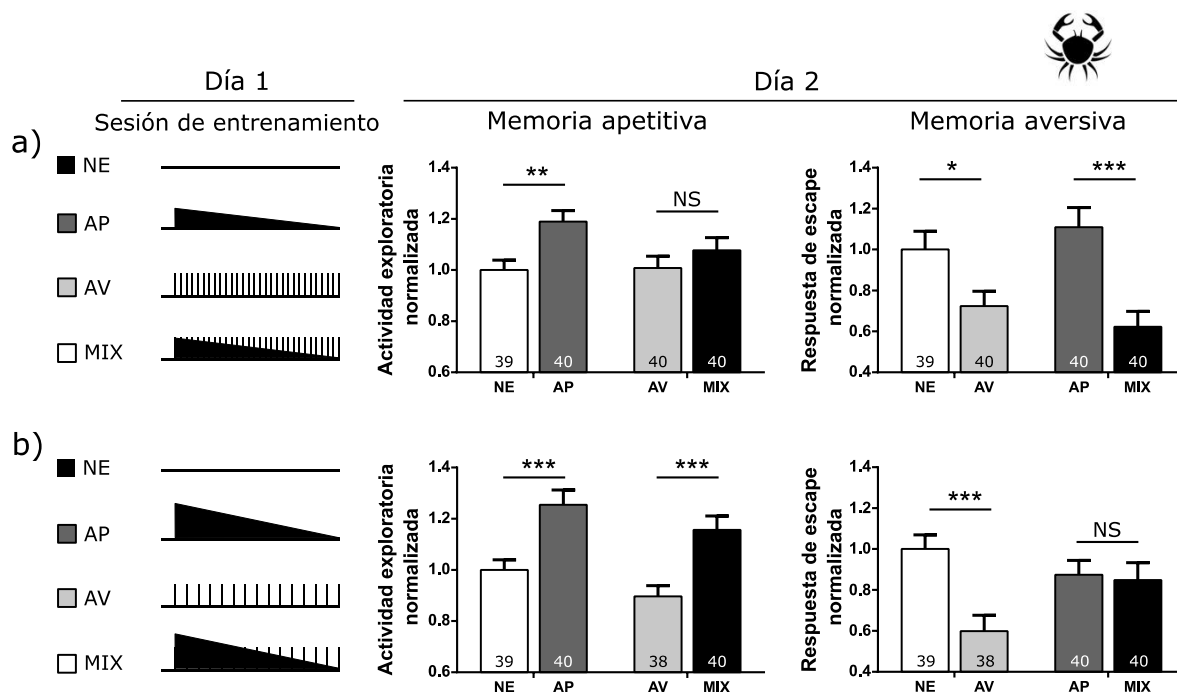 Día 1
Día 2
Sesión de entrenamiento
Memoria apetitiva
Memoria aversiva
a)
NE
AP
AV
MIX
Actividad exploratoria
normalizada
1.4
1.2
1.0
0.8
0.6
**
NS
39
40
40
40
NE
AP
AV
MIX
Respuesta de escape
normalizada
1.4
1.2
1.0
0.8
0.6
0.4
*
***
39
40
40
40
NE
AV
AP
MIX
b)
NE
AP
AV
MIX
Actividad exploratoria
normalizada
1.4
1.2
1.0
0.8
0.6
***
***
39
40
38
40
NE
AP
AV
MIX
Respuesta de escape
normalizada
1.4
1.2
1.0
0.8
0.6
0.4
***
NS
39
38
40
40
NE
AV
AP
MIX